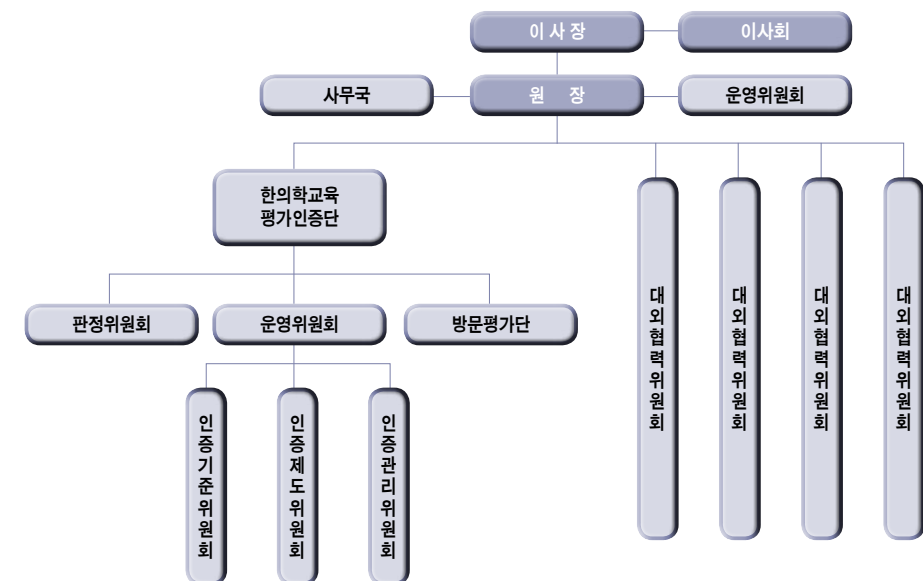 이 사 장
이사회
사무국
원 장
운영위원회
한의학교육
평가인증단
판정위원회
운영위원회
방문평가단
인증기준위원회
인증제도위원회
인증관리위원회
대외협력위원회
대외협력위원회
대외협력위원회
대외협력위원회